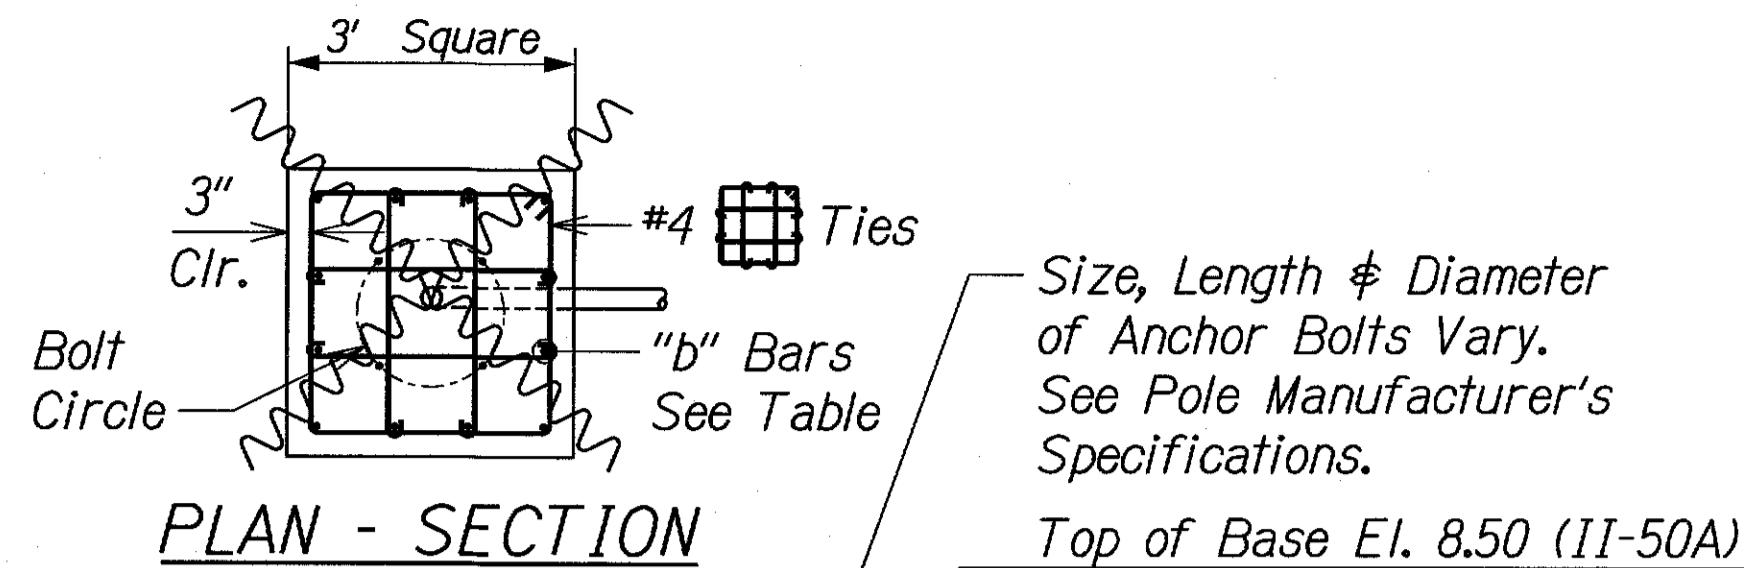 3' Square
3"
Clr.
#4 Ties
Bolt
Circle
"b" Bars
See Table
PLAN - SECTION
Size, Length & Diameter
of Anchor Bolts Vary.
See Pole Manufacturer's
Specifications.
Top of Base El. 8.50 (II-50A)